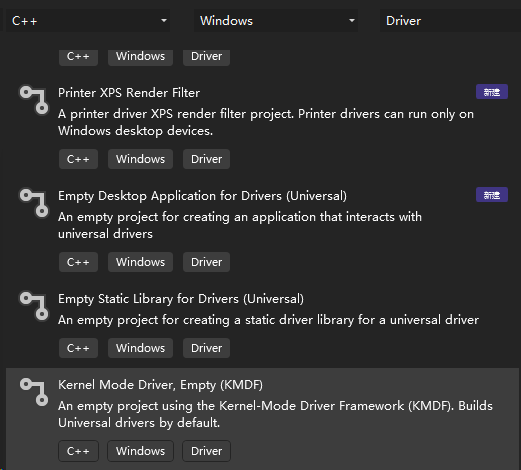 C++ Windows Driver
C++ Windows Driver
Printer XPS Render Filter 新建
A printer driver XPS render filter project. Printer drivers can run only on
Windows desktop devices.
C++ Windows Driver
Empty Desktop Application for Drivers (Universal) 新建
An empty project for creating an application that interacts with
universal drivers
C++ Windows Driver
Empty Static Library for Drivers (Universal)
An empty project for creating a static driver library for a universal driver
C++ Windows Driver
Kernel Mode Driver, Empty (KMDF)
An empty project using the Kernel-Mode Driver Framework (KMDF). Builds
Universal drivers by default.
C++ Windows Driver